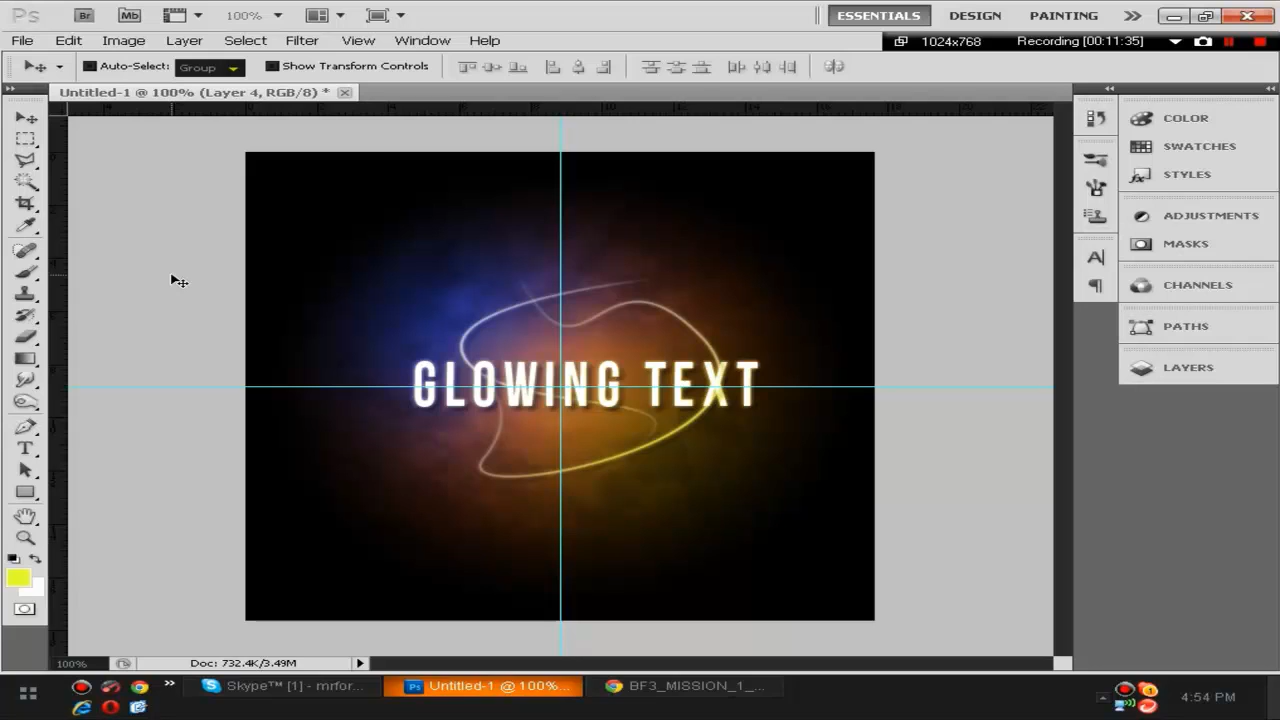 Ps Br Mb 100% ESSENTIALS DESIGN PAINTING
File Edit Image Layer Select Filter View Window Help 1024x768 Recording [00:11:35]
Auto-Select: Group Show Transform Controls
Untitled-1 @ 100% (Layer 4, RGB/8) *
COLOR
SWATCHES
STYLES
ADJUSTMENTS
MASKS
CHANNELS
PATHS
LAYERS
GLOWING TEXT
100% Doc: 732.4K/3.49M
Skype™ [1] - mrfor... Ps Untitled-1 @ 100%... BF3_MISSION_1_... 4:54 PM